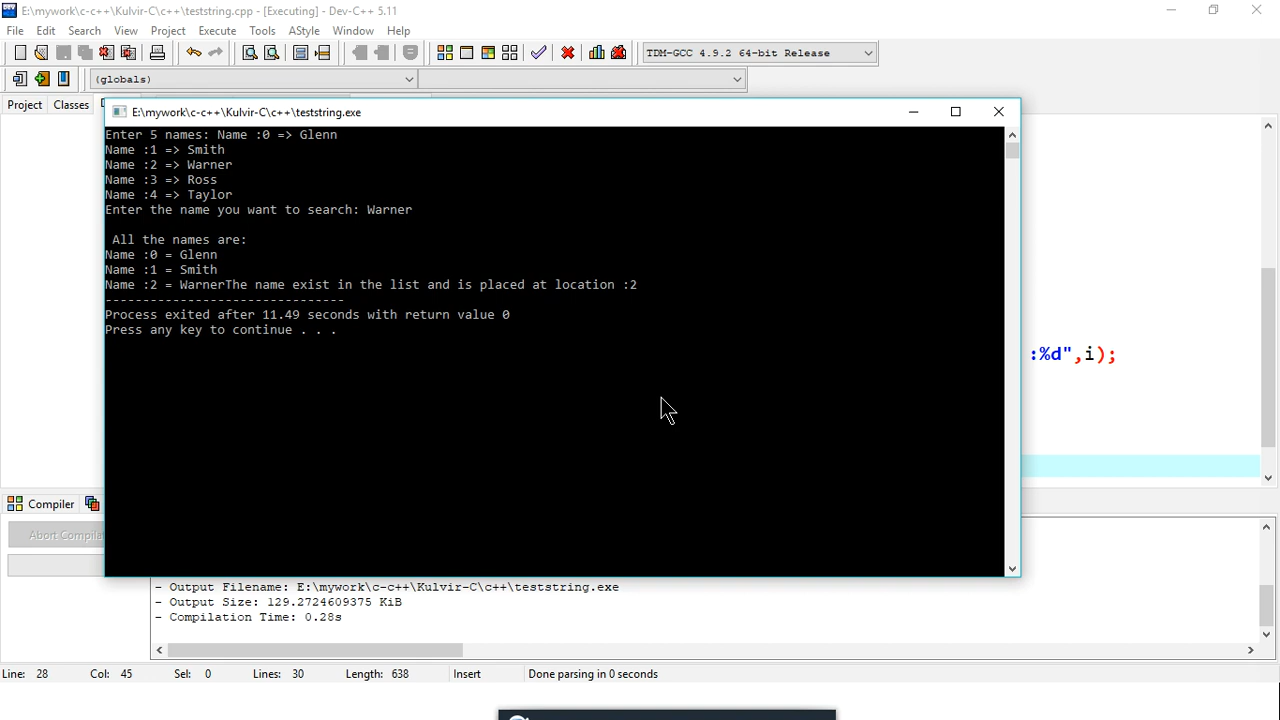 E:\mywork\c-c++\Kulvir-C\c++\teststring.cpp - [Executing] - Dev-C++ 5.11
File Edit Search View Project Execute Tools AStyle Window Help
TDM-GCC 4.9.2 64-bit Release
(globals)
Project Classes
E:\mywork\c-c++\Kulvir-C\c++\teststring.exe
Enter 5 names: Name :0 => Glenn
Name :1 => Smith
Name :2 => Warner
Name :3 => Ross
Name :4 => Taylor
Enter the name you want to search: Warner
All the names are:
Name :0 = Glenn
Name :1 = Smith
Name :2 = WarnerThe name exist in the list and is placed at location :2
--------------------------------
Process exited after 11.49 seconds with return value 0
Press any key to continue . . .
:%d",i);
Compiler
Abort Compila
- Output Filename: E:\mywork\c-c++\Kulvir-C\c++\teststring.exe
- Output Size: 129.2724609375 KiB
- Compilation Time: 0.28s
Line: 28 Col: 45 Sel: 0 Lines: 30 Length: 638 Insert Done parsing in 0 seconds